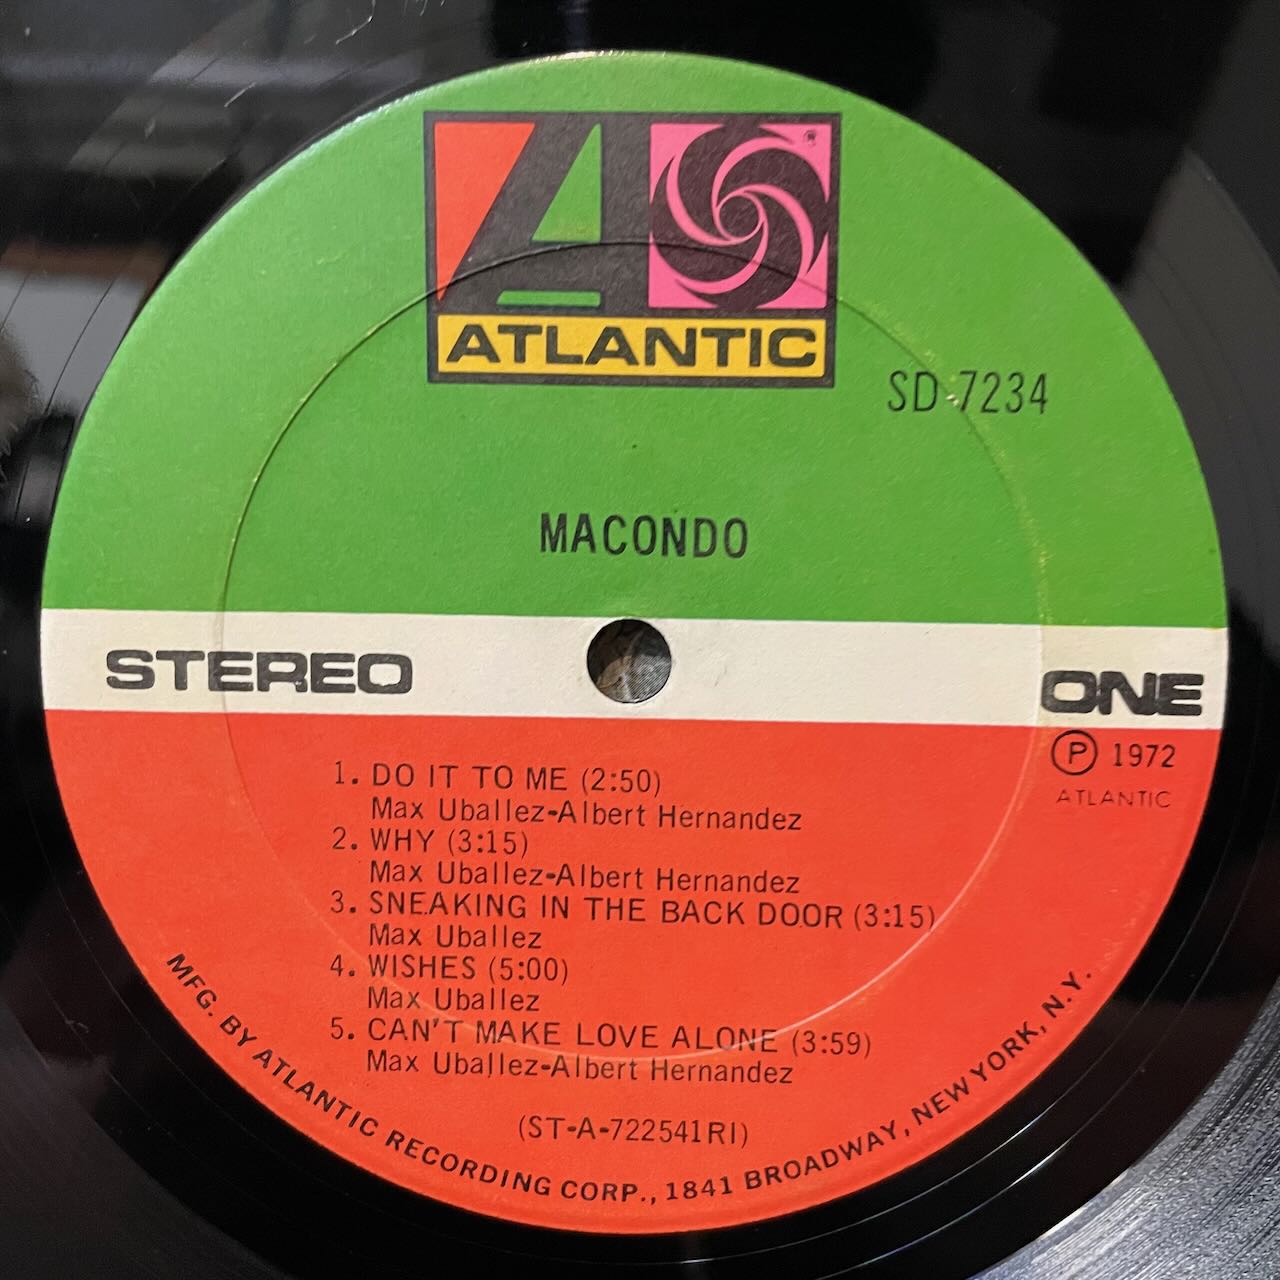 ATLANTIC
SD 7234
MACONDO
STEREO
ONE
Ⓟ 1972
ATLANTIC
1. DO IT TO ME (2:50)
Max Uballez-Albert Hernandez
2. WHY (3:15)
Max Uballez-Albert Hernandez
3. SNEAKING IN THE BACK DOOR (3:15)
Max Uballez
4. WISHES (5:00)
Max Uballez
5. CAN'T MAKE LOVE ALONE (3:59)
Max Uballez-Albert Hernandez
(ST-A-722541RI)
MFG. BY ATLANTIC RECORDING CORP., 1841 BROADWAY, NEW YORK, N.Y.